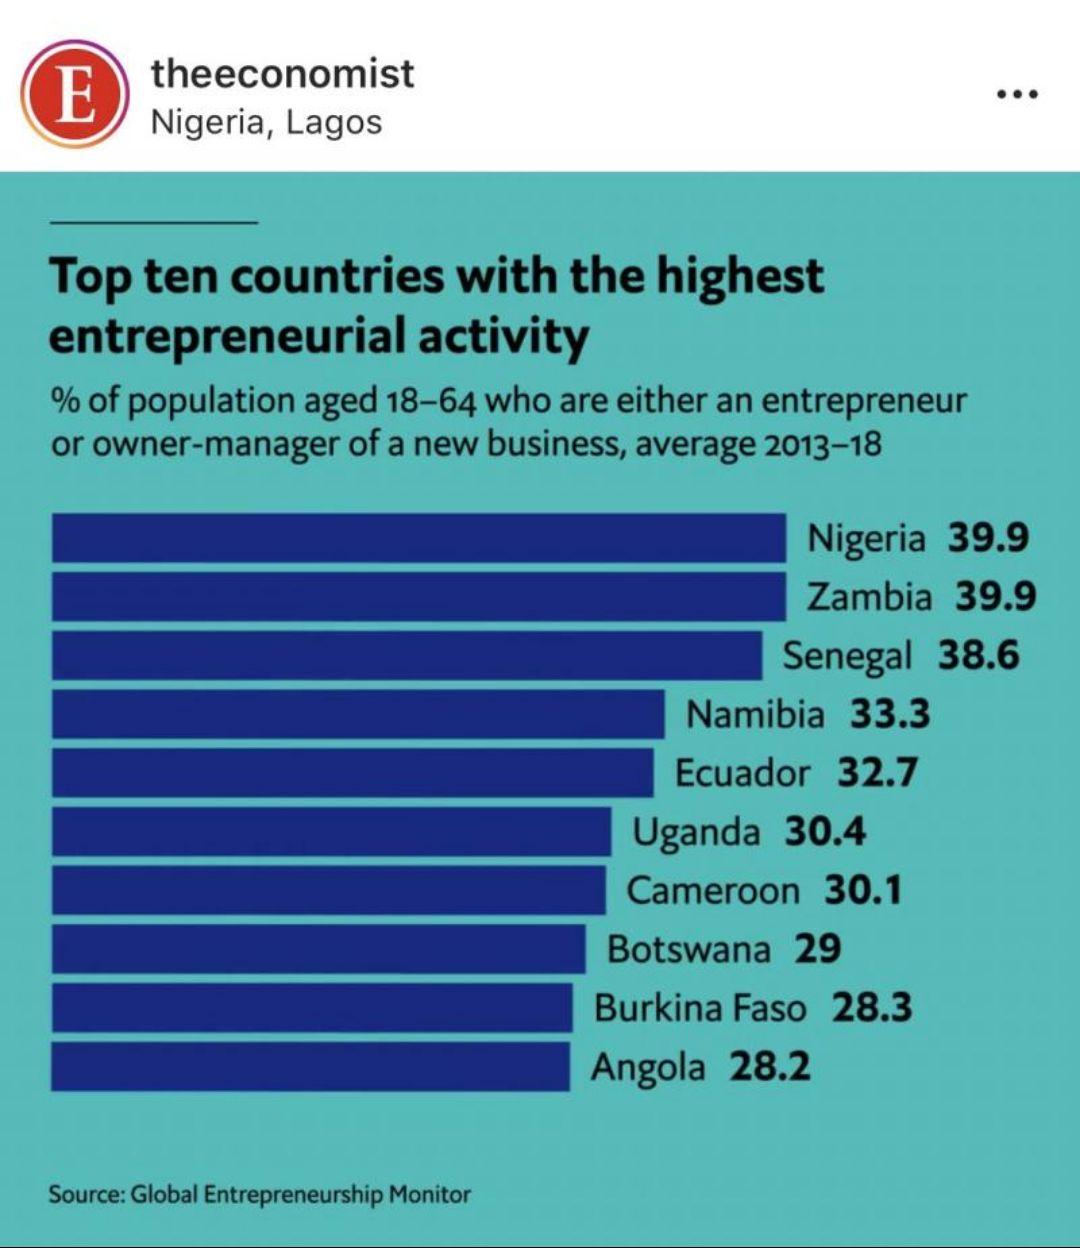 E
theeconomist
Nigeria, Lagos
Top ten countries with the highest
entrepreneurial activity
% of population aged 18–64 who are either an entrepreneur
or owner-manager of a new business, average 2013–18
Nigeria 39.9
Zambia 39.9
Senegal 38.6
Namibia 33.3
Ecuador 32.7
Uganda 30.4
Cameroon 30.1
Botswana 29
Burkina Faso 28.3
Angola 28.2
Source: Global Entrepreneurship Monitor